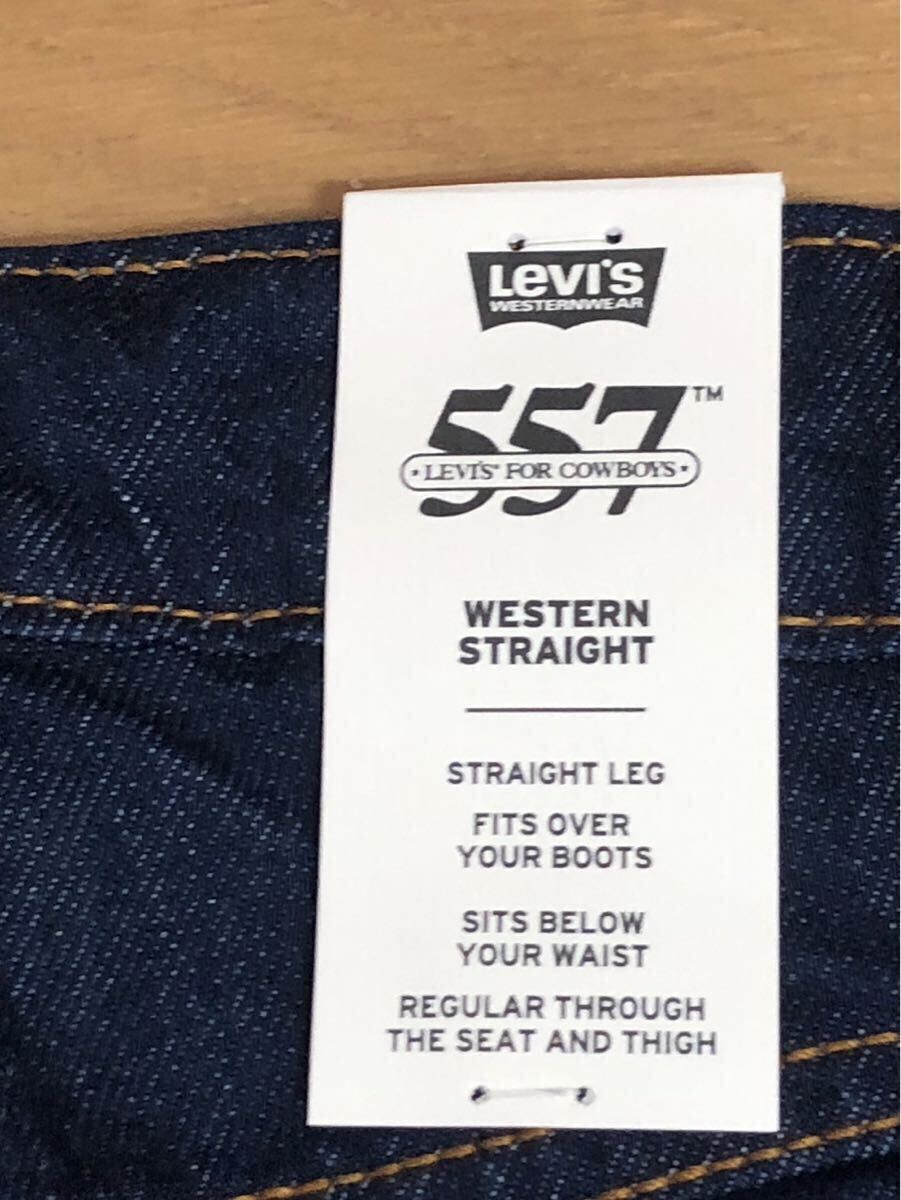 LEVI'S
WESTERNWEAR
557™
• LEVI'S® FOR COWBOYS •
WESTERN
STRAIGHT
STRAIGHT LEG
FITS OVER
YOUR BOOTS
SITS BELOW
YOUR WAIST
REGULAR THROUGH
THE SEAT AND THIGH